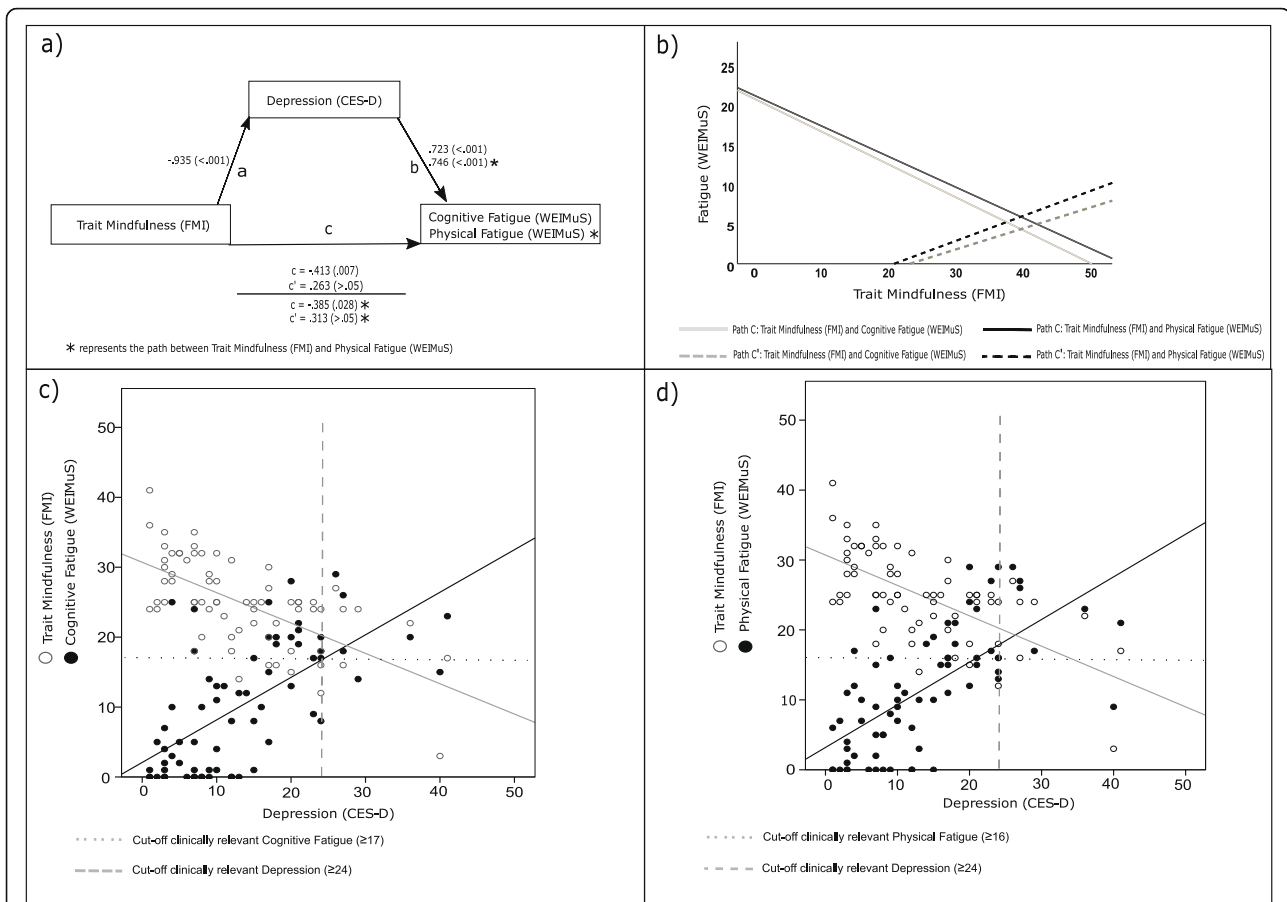 a)
Depression (CES-D)
-.935 (<.001)
a
b
.723 (<.001)
.746 (<.001) *
Trait Mindfulness (FMI)
c
Cognitive Fatigue (WEIMuS)
Physical Fatigue (WEIMuS) *
c = -.413 (.007)
c' = .263 (>.05)
c = -.385 (.028) *
c' = .313 (>.05) *
* represents the path between Trait Mindfulness (FMI) and Physical Fatigue (WEIMuS)
b)
Fatigue (WEIMuS)
25
20
15
10
5
0
0 10 20 30 40 50
Trait Mindfulness (FMI)
Path C: Trait Mindfulness (FMI) and Cognitive Fatigue (WEIMuS)
Path C: Trait Mindfulness (FMI) and Physical Fatigue (WEIMuS)
Path C': Trait Mindfulness (FMI) and Cognitive Fatigue (WEIMuS)
Path C': Trait Mindfulness (FMI) and Physical Fatigue (WEIMuS)
c)
Trait Mindfulness (FMI)
Cognitive Fatigue (WEIMuS)
50
40
30
20
10
0
0 10 20 30 40 50
Depression (CES-D)
Cut-off clinically relevant Cognitive Fatigue (≥17)
Cut-off clinically relevant Depression (≥24)
d)
Trait Mindfulness (FMI)
Physical Fatigue (WEIMuS)
50
40
30
20
10
0
0 10 20 30 40 50
Depression (CES-D)
Cut-off clinically relevant Physical Fatigue (≥16)
Cut-off clinically relevant Depression (≥24)